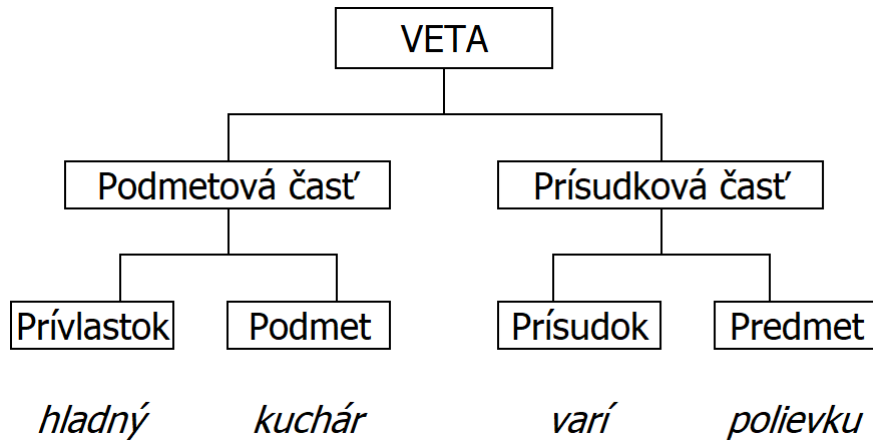 VETA
Podmetová časť
Prísudková časť
Prívlastok
Podmet
Prísudok
Predmet
hladný
kuchár
varí
polievku